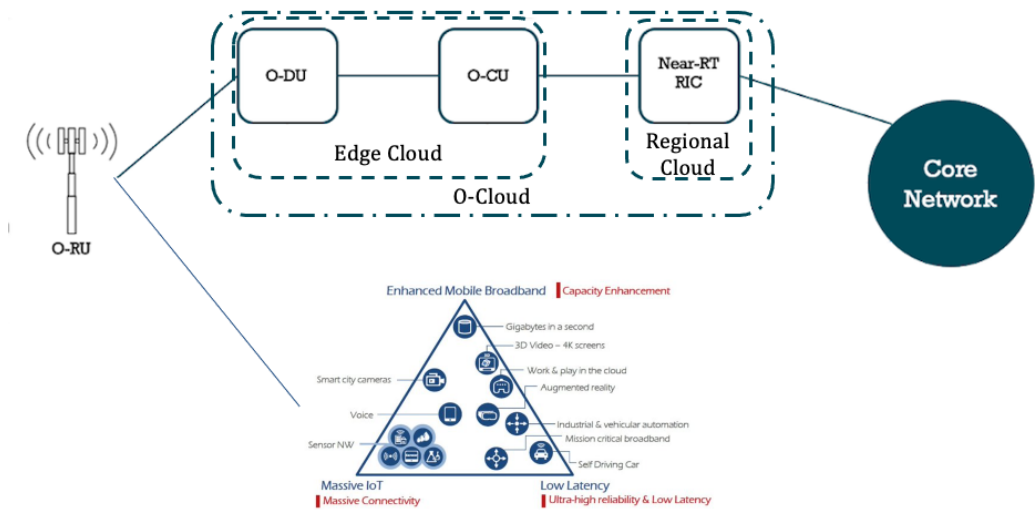 O-DU
O-CU
Near-RT
RIC
Edge Cloud
Regional
Cloud
O-Cloud
Core
Network
O-RU
Enhanced Mobile Broadband
Capacity Enhancement
Gigabytes in a second
3D Video – 4K screens
Smart city cameras
Work & play in the cloud
Augmented reality
Voice
Industrial & vehicular automation
Mission critical broadband
Sensor NW
Self Driving Car
Massive IoT
Low Latency
Massive Connectivity
Ultra-high reliability & Low Latency